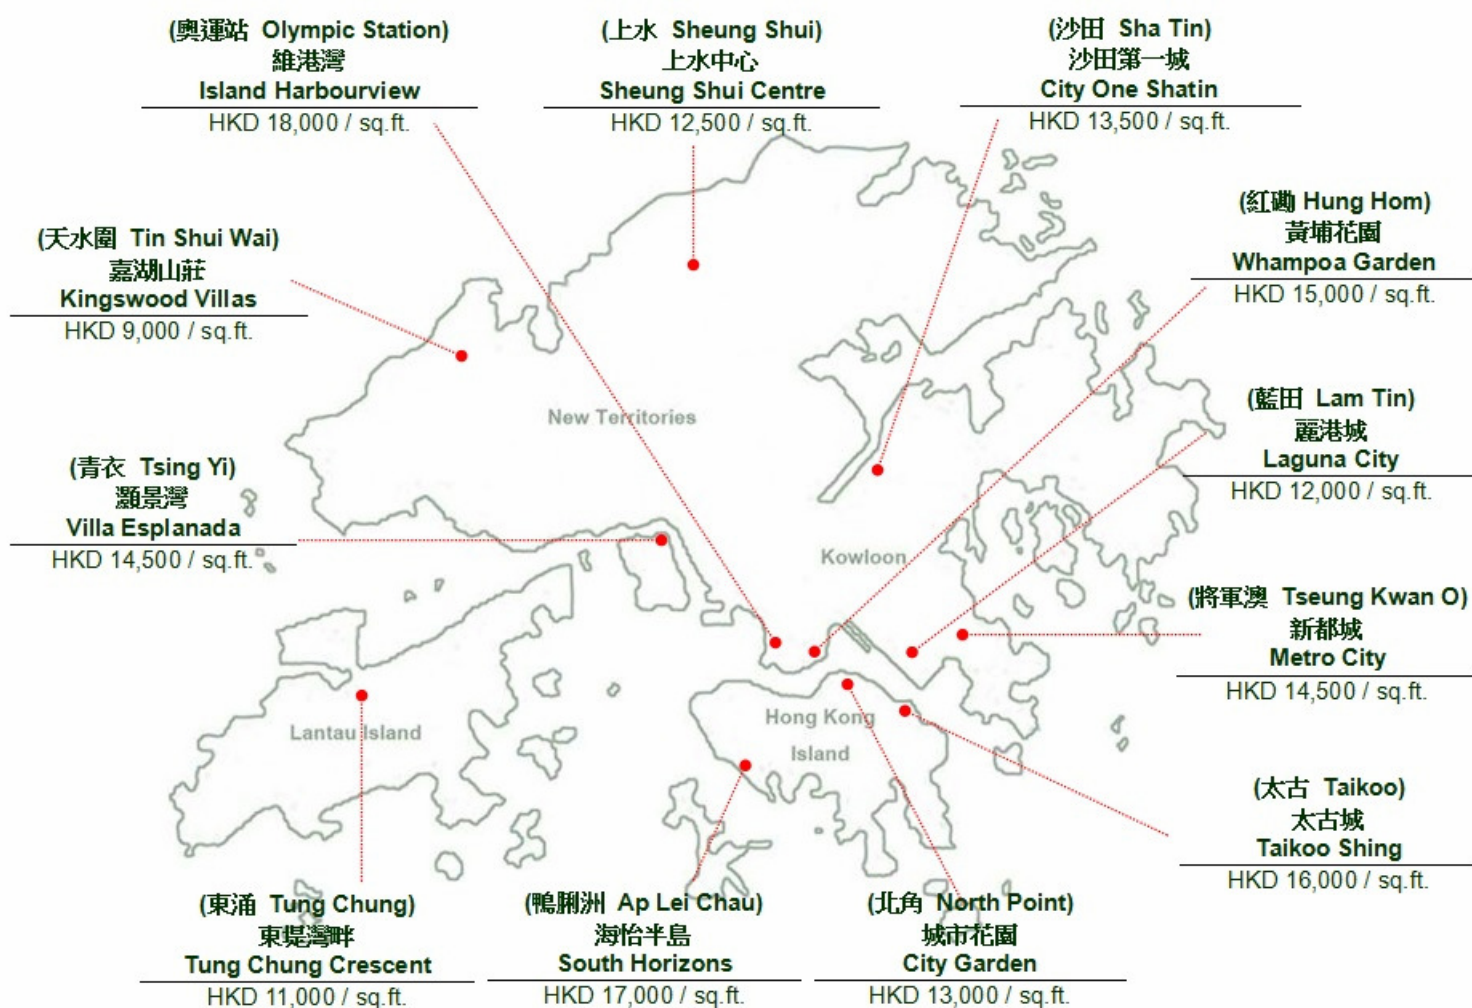 (奧運站 Olympic Station)
維港灣
Island Harbourview
HKD 18,000 / sq.ft.
(上水 Sheung Shui)
上水中心
Sheung Shui Centre
HKD 12,500 / sq.ft.
(沙田 Sha Tin)
沙田第一城
City One Shatin
HKD 13,500 / sq.ft.
(天水圍 Tin Shui Wai)
嘉湖山莊
Kingswood Villas
HKD 9,000 / sq.ft.
(紅磡 Hung Hom)
黃埔花園
Whampoa Garden
HKD 15,000 / sq.ft.
New Territories
(藍田 Lam Tin)
麗港城
Laguna City
HKD 12,000 / sq.ft.
(青衣 Tsing Yi)
灝景灣
Villa Esplanada
HKD 14,500 / sq.ft.
Kowloon
(將軍澳 Tseung Kwan O)
新都城
Metro City
HKD 14,500 / sq.ft.
Lantau Island
Hong Kong
Island
(太古 Taikoo)
太古城
Taikoo Shing
HKD 16,000 / sq.ft.
(東涌 Tung Chung)
東堤灣畔
Tung Chung Crescent
HKD 11,000 / sq.ft.
(鴨脷洲 Ap Lei Chau)
海怡半島
South Horizons
HKD 17,000 / sq.ft.
(北角 North Point)
城市花園
City Garden
HKD 13,000 / sq.ft.